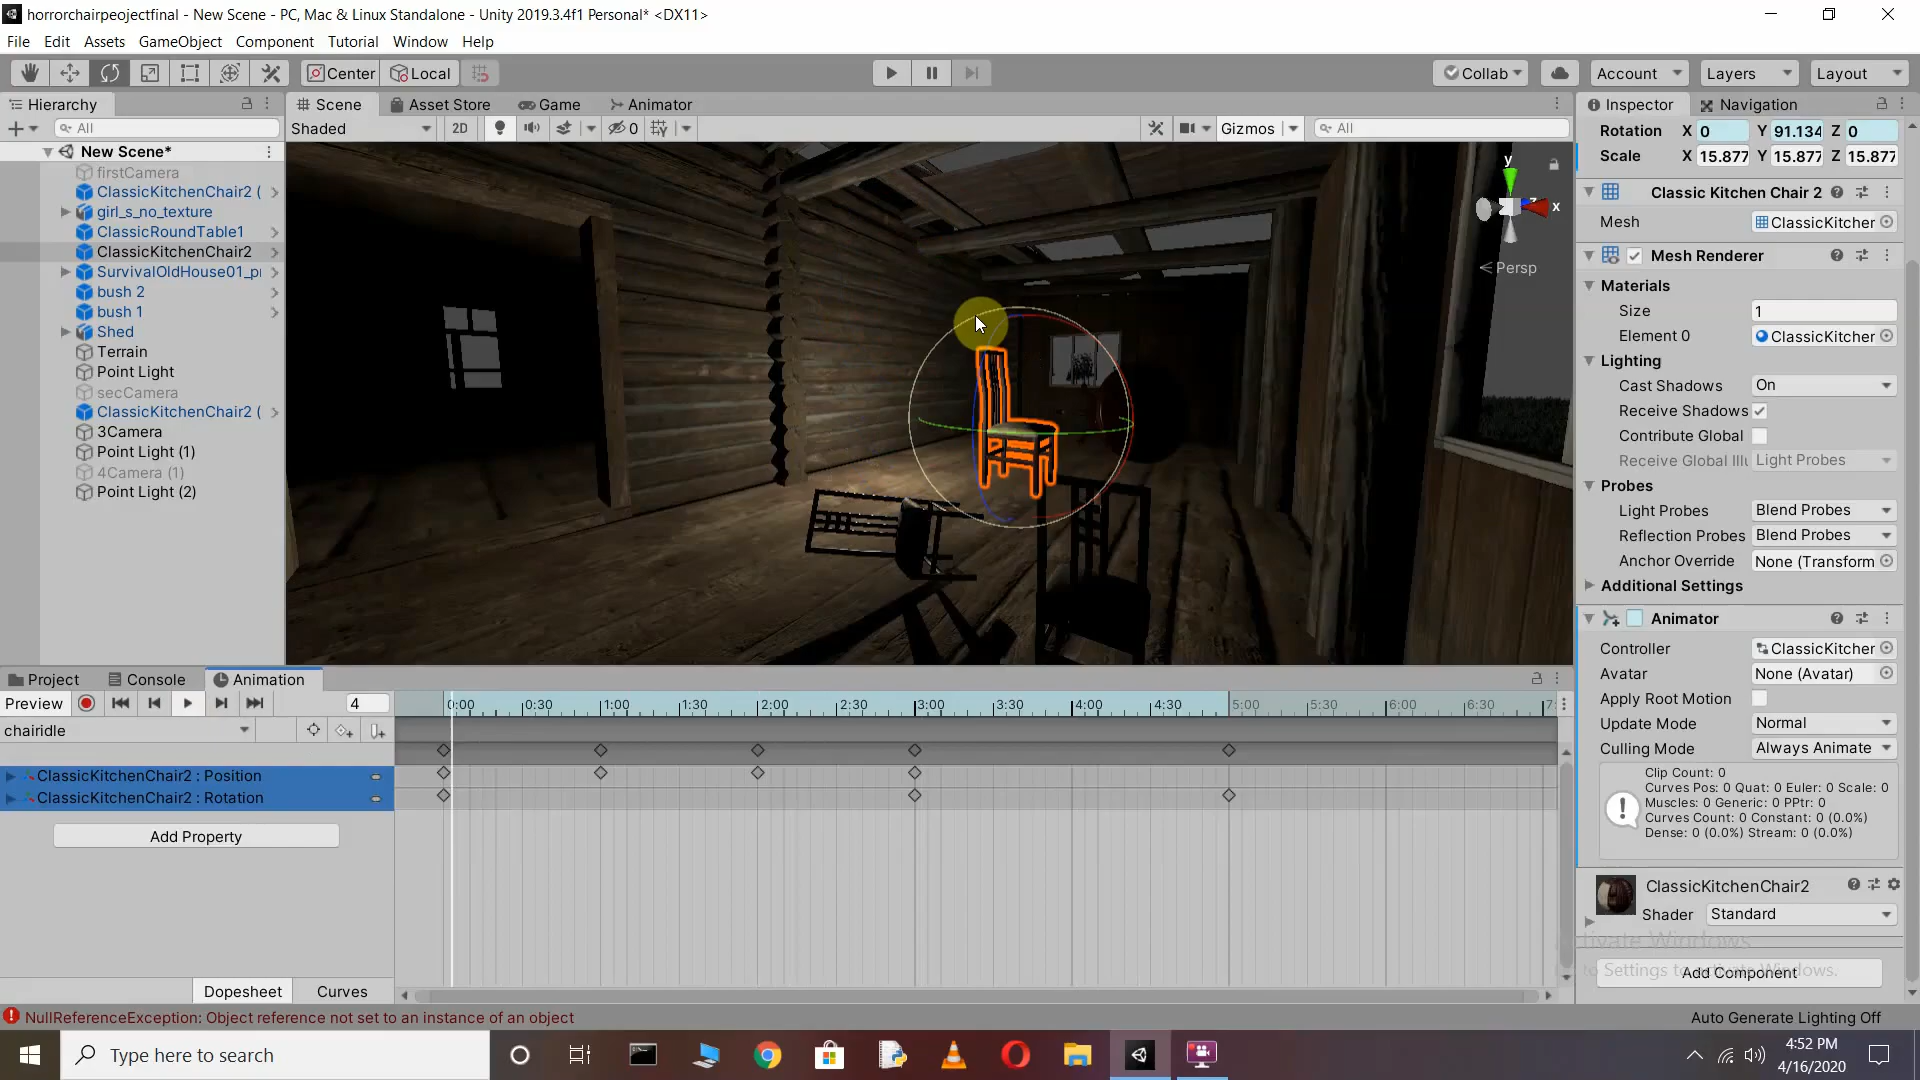 horrorchairpeojectfinal - New Scene - PC, Mac & Linux Standalone - Unity 2019.3.4f1 Personal* <DX11>
File Edit Assets GameObject Component Tutorial Window Help
Center Local Collab Account Layers Layout
Hierarchy
All
New Scene*
firstCamera
ClassicKitchenChair2 (
girl_s_no_texture
ClassicRoundTable1
ClassicKitchenChair2
SurvivalOldHouse01_pr
bush 2
bush 1
Shed
Terrain
Point Light
secCamera
ClassicKitchenChair2 (
3Camera
Point Light (1)
4Camera (1)
Point Light (2)
Scene Asset Store Game Animator
Shaded 2D 0 Gizmos All
y
x
Persp
Inspector Navigation
Rotation X 0 Y 91.134 Z 0
Scale X 15.877 Y 15.877 Z 15.877
Classic Kitchen Chair 2
Mesh ClassicKitcher
Mesh Renderer
Materials
Size 1
Element 0 ClassicKitcher
Lighting
Cast Shadows On
Receive Shadows
Contribute Global
Receive Global Illu Light Probes
Probes
Light Probes Blend Probes
Reflection Probes Blend Probes
Anchor Override None (Transform
Additional Settings
Animator
Controller ClassicKitcher
Avatar None (Avatar)
Apply Root Motion
Update Mode Normal
Culling Mode Always Animate
Clip Count: 0
Curves Pos: 0 Quat: 0 Euler: 0 Scale: 0
Muscles: 0 Generic: 0 PPtr: 0
Curves Count: 0 Constant: 0 (0.0%)
Dense: 0 (0.0%) Stream: 0 (0.0%)
ClassicKitchenChair2
Shader Standard
Add Component
Project Console Animation
Preview 4
0:00 0:30 1:00 1:30 2:00 2:30 3:00 3:30 4:00 4:30 5:00 5:30 6:00 6:30 7:
chairidle
ClassicKitchenChair2 : Position
ClassicKitchenChair2 : Rotation
Add Property
Dopesheet Curves
NullReferenceException: Object reference not set to an instance of an object
Auto Generate Lighting Off
Type here to search
4:52 PM
4/16/2020